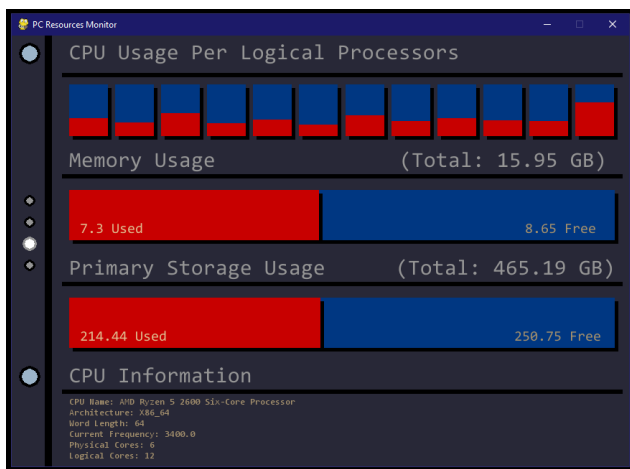 PC Resources Monitor
CPU Usage Per Logical Processors
Memory Usage (Total: 15.95 GB)
7.3 Used 8.65 Free
Primary Storage Usage (Total: 465.19 GB)
214.44 Used 250.75 Free
CPU Information
CPU Name: AMD Ryzen 5 2600 Six-Core Processor
Architecture: X86_64
Word Length: 64
Current Frequency: 3400.0
Physical Cores: 6
Logical Cores: 12